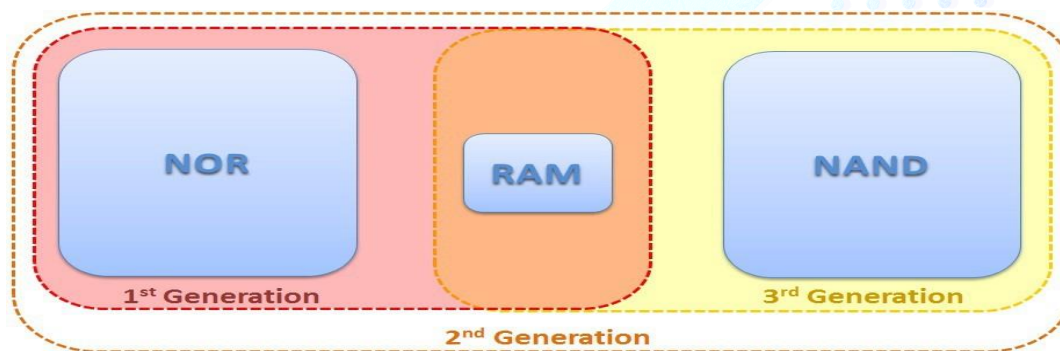 NOR
RAM
NAND
1st Generation
3rd Generation
2nd Generation